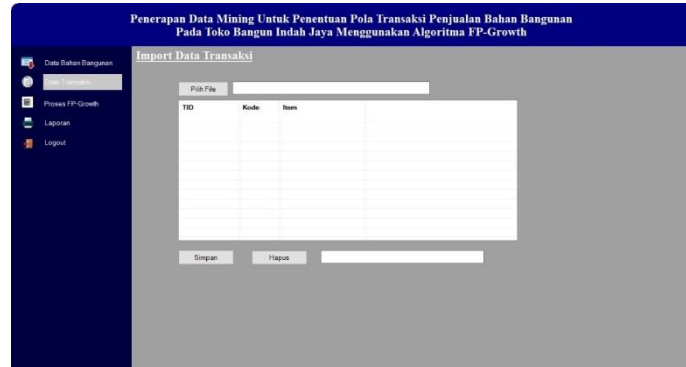 Penerapan Data Mining Untuk Penentuan Pola Transaksi Penjualan Bahan Bangunan
Pada Toko Bangun Indah Jaya Menggunakan Algoritma FP-Growth
Data Bahan Bangunan
Data Transaksi
Proses FP-Growth
Laporan
Logout
Import Data Transaksi
Pilih File
TID Kode Item
Simpan Hapus